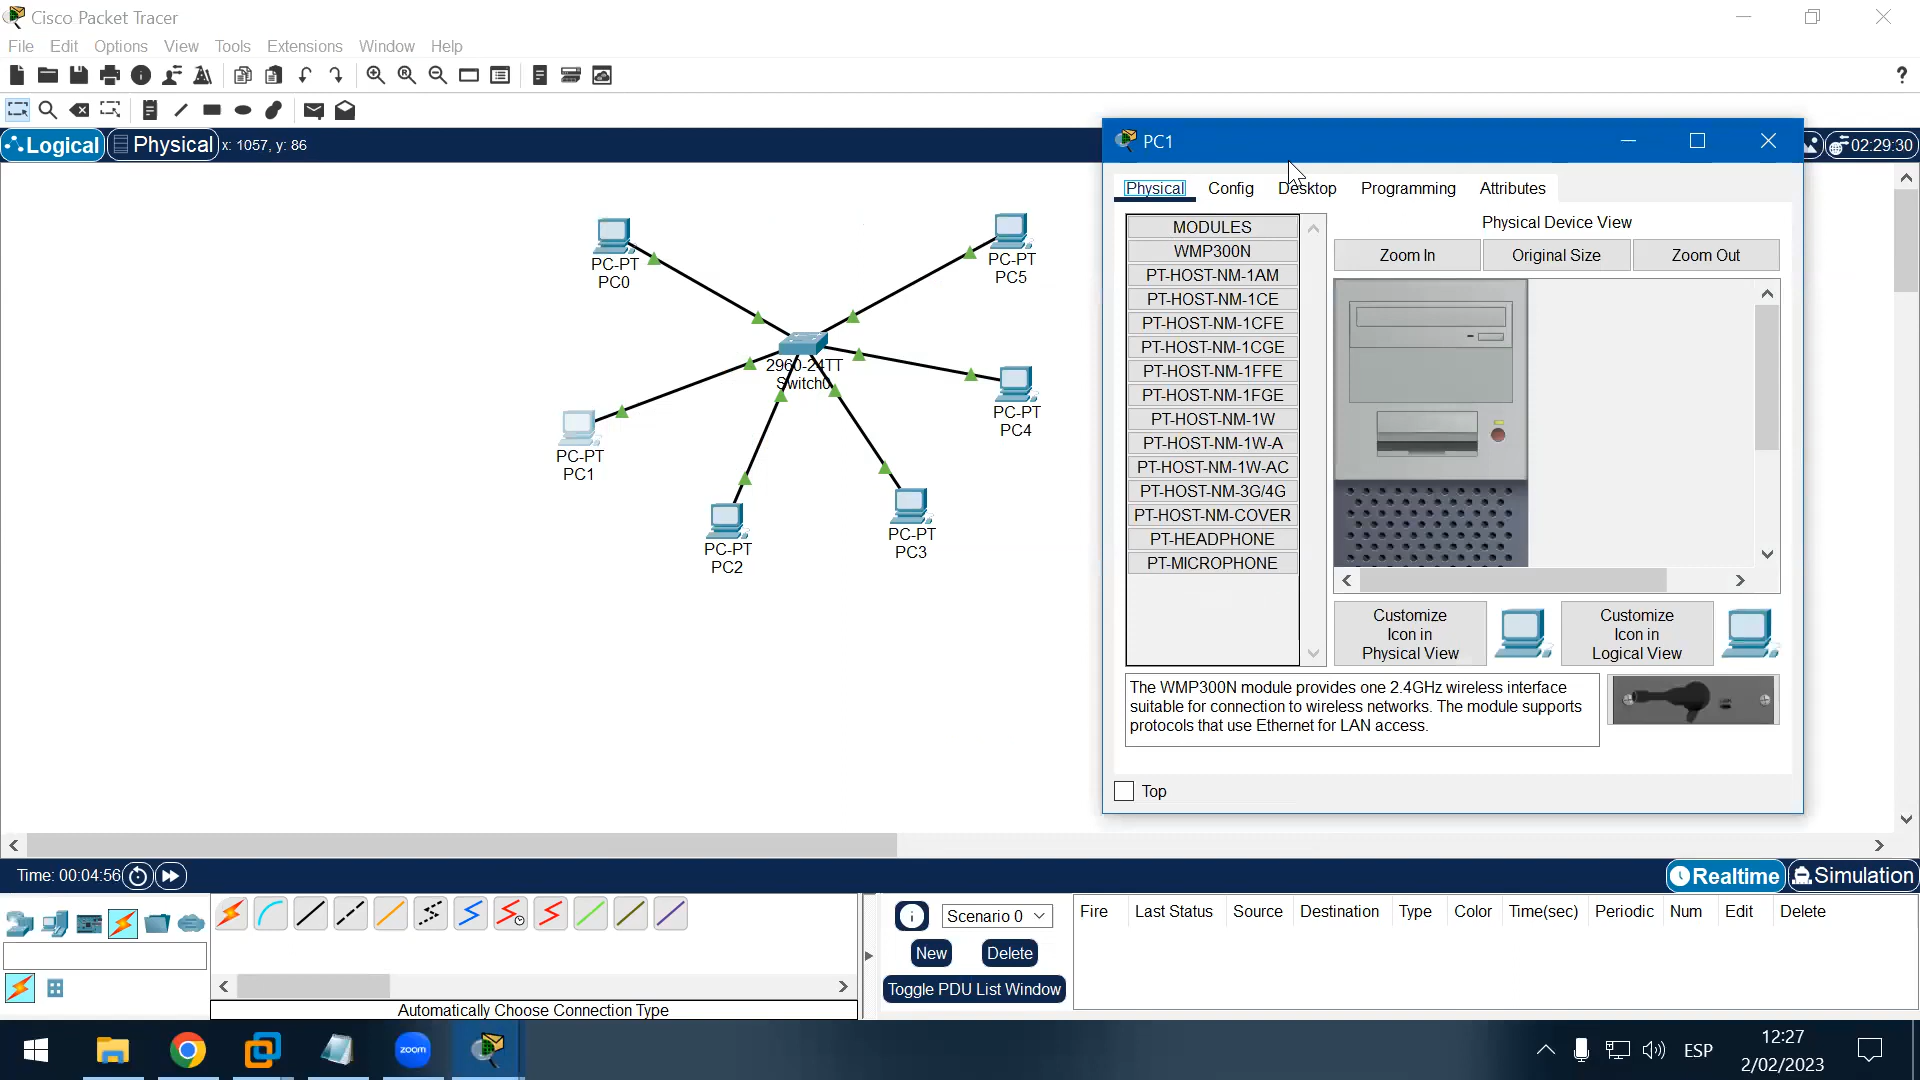 Cisco Packet Tracer
File Edit Options View Tools Extensions Window Help
?
Logical Physical x: 1057, y: 86
02:29:30
PC1
Physical Config Desktop Programming Attributes
MODULES
WMP300N
PT-HOST-NM-1AM
PT-HOST-NM-1CE
PT-HOST-NM-1CFE
PT-HOST-NM-1CGE
PT-HOST-NM-1FFE
PT-HOST-NM-1FGE
PT-HOST-NM-1W
PT-HOST-NM-1W-A
PT-HOST-NM-1W-AC
PT-HOST-NM-3G/4G
PT-HOST-NM-COVER
PT-HEADPHONE
PT-MICROPHONE
Physical Device View
Zoom In Original Size Zoom Out
Customize
Icon in
Physical View
Customize
Icon in
Logical View
The WMP300N module provides one 2.4GHz wireless interface
suitable for connection to wireless networks. The module supports
protocols that use Ethernet for LAN access.
Top
PC-PT
PC0
PC-PT
PC5
2960-24TT
Switch0
PC-PT
PC4
PC-PT
PC1
PC-PT
PC2
PC-PT
PC3
Time: 00:04:56
Realtime Simulation
Scenario 0
New Delete
Toggle PDU List Window
Fire Last Status Source Destination Type Color Time(sec) Periodic Num Edit Delete
Automatically Choose Connection Type
zoom
ESP
12:27
2/02/2023